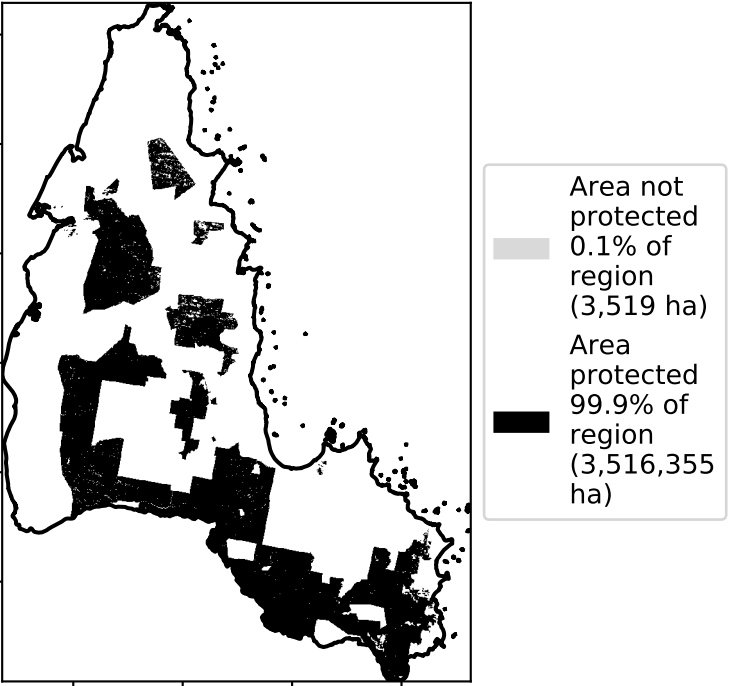 Area not
protected
0.1% of
region
(3,519 ha)
Area
protected
99.9% of
region
(3,516,355
ha)